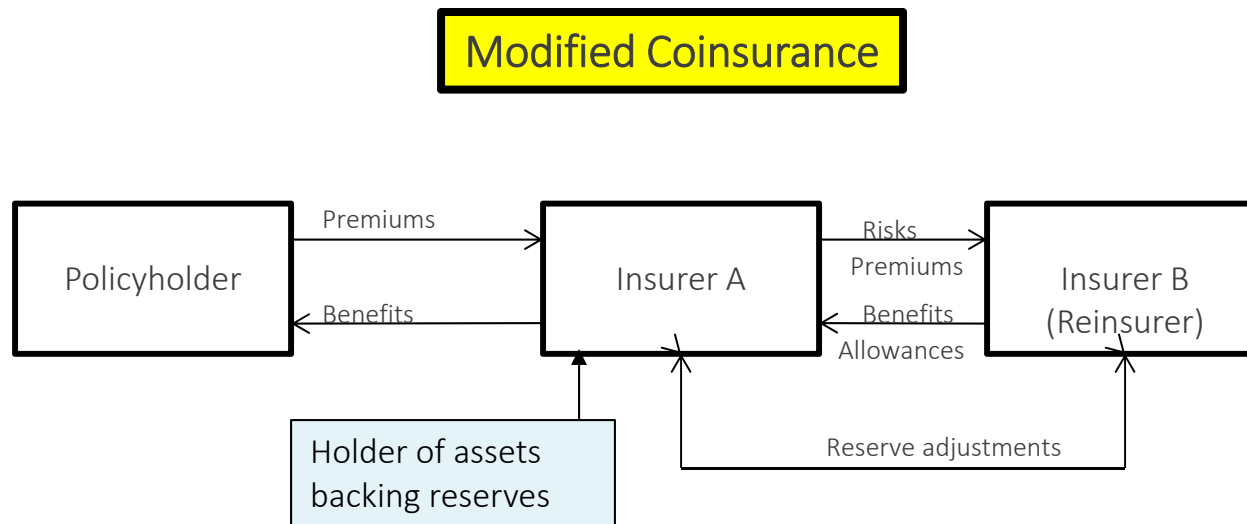 Modified Coinsurance
Premiums
Risks
Policyholder
Insurer A
Premiums
Insurer B
(Reinsurer)
Benefits
Benefits
Allowances
Holder of assets
backing reserves
Reserve adjustments